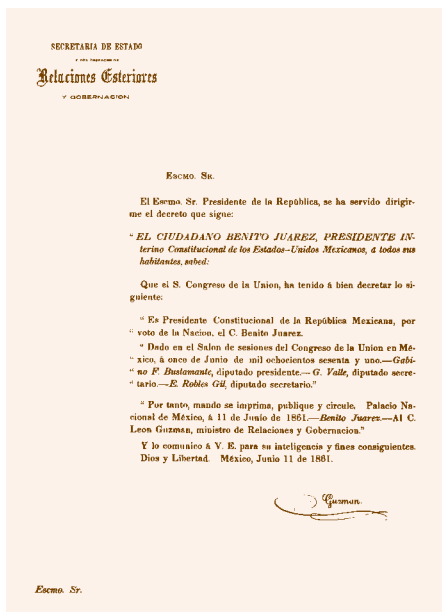 SECRETARIA DE ESTADO
Y DEL DESPACHO DE
Relaciones Esteriores
Y GOBERNACION
ESCMO. SR.
El Escmo. Sr. Presidente de la República, se ha servido dirigir-
me el decreto que signe:
“ EL CIUDADANO BENITO JUAREZ, PRESIDENTE IN-
terino Constitucional de los Estados-Unidos Mexicanos, a todos sus
habitantes, sabed:
Que el S. Congreso de la Union, ha tenido á bien decretar lo si-
guiente:
“ Es Presidente Constitucional de la República Mexicana, por
“ voto de la Nacion, el C. Benito Juarez.
“ Dado en el Salon de sesiones del Congreso de la Union en Mé-
“ xico, á once de Junio de mil ochocientos sesenta y uno.—Gabi-
“ no F. Bustamante, diputado presidente.— G. Valle, diputado secre-
“ tario.—E. Robles Gil, diputado secretario.”
“ Por tanto, mando se imprima, publique y circule. Palacio Na-
cional de México, á 11 de Junio de 1861.—Benito Juarez.—Al C.
Leon Guzman, ministro de Relaciones y Gobernacion.”
Y lo comunico á V. E. para su inteligencia y fines consiguientes.
Dios y Libertad. México, Junio 11 de 1861.
Guzman.
Escmo. Sr.